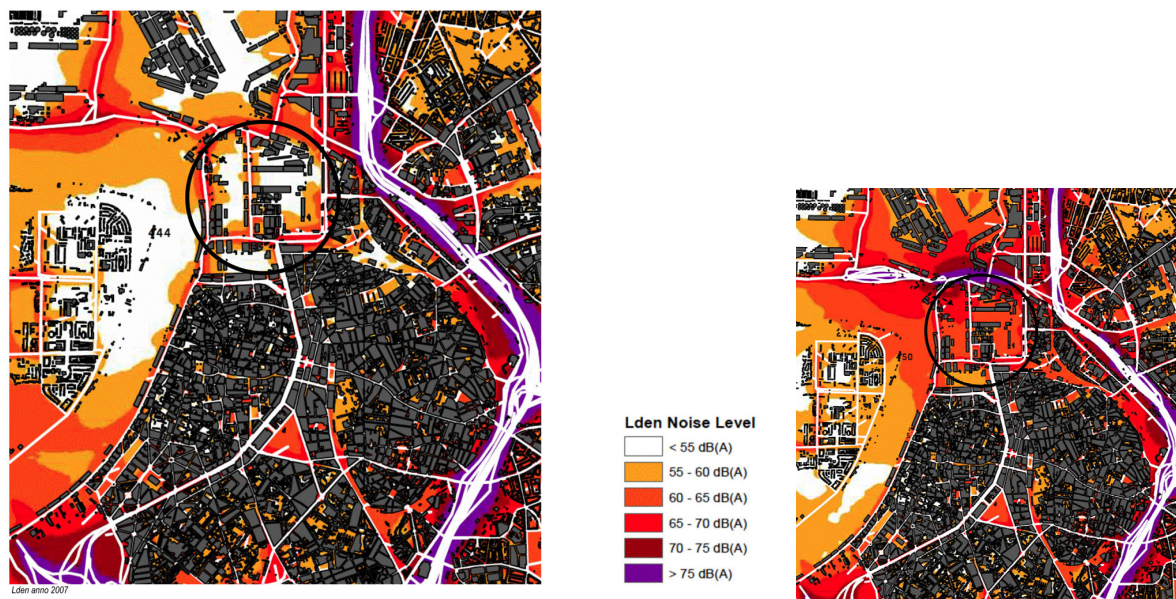 44
Lden anno 2007
Lden Noise Level
< 55 dB(A)
55 - 60 dB(A)
60 - 65 dB(A)
65 - 70 dB(A)
70 - 75 dB(A)
> 75 dB(A)
50